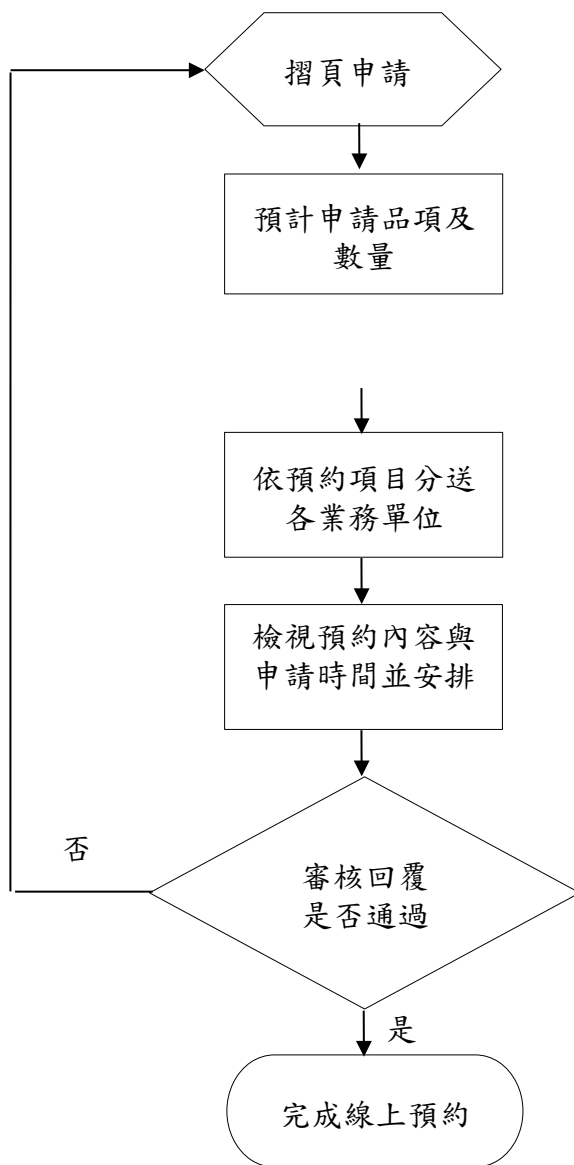 摺頁申請
預計申請品項及
數量
依預約項目分送
各業務單位
檢視預約內容與
申請時間並安排
否
審核回覆
是否通過
是
完成線上預約